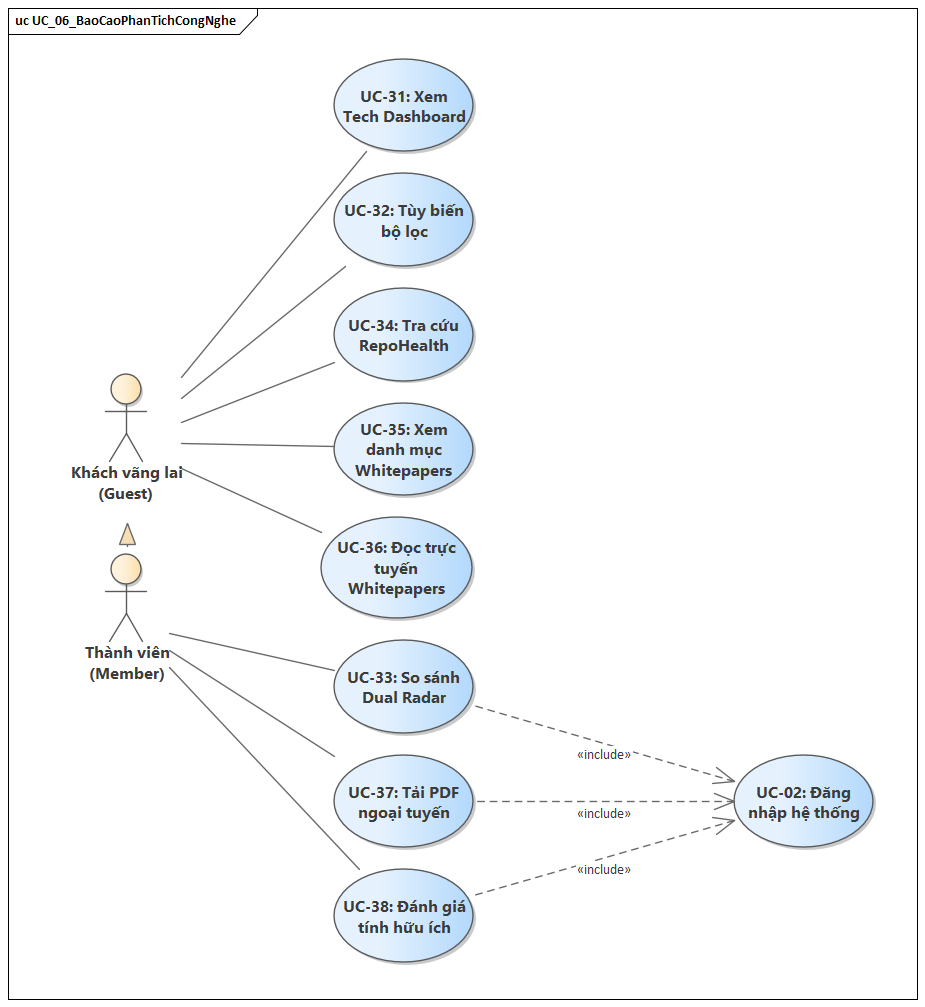 uc UC_06_BaoCaoPhanTichCongNghe
UC-31: Xem
Tech Dashboard
UC-32: Tùy biến
bộ lọc
UC-34: Tra cứu
RepoHealth
UC-35: Xem
danh mục
Whitepapers
Khách vãng lai
(Guest)
UC-36: Đọc trực
tuyến
Whitepapers
Thành viên
(Member)
UC-33: So sánh
Dual Radar
«include»
UC-37: Tải PDF
ngoại tuyến
«include»
UC-02: Đăng
nhập hệ thống
«include»
UC-38: Đánh giá
tính hữu ích